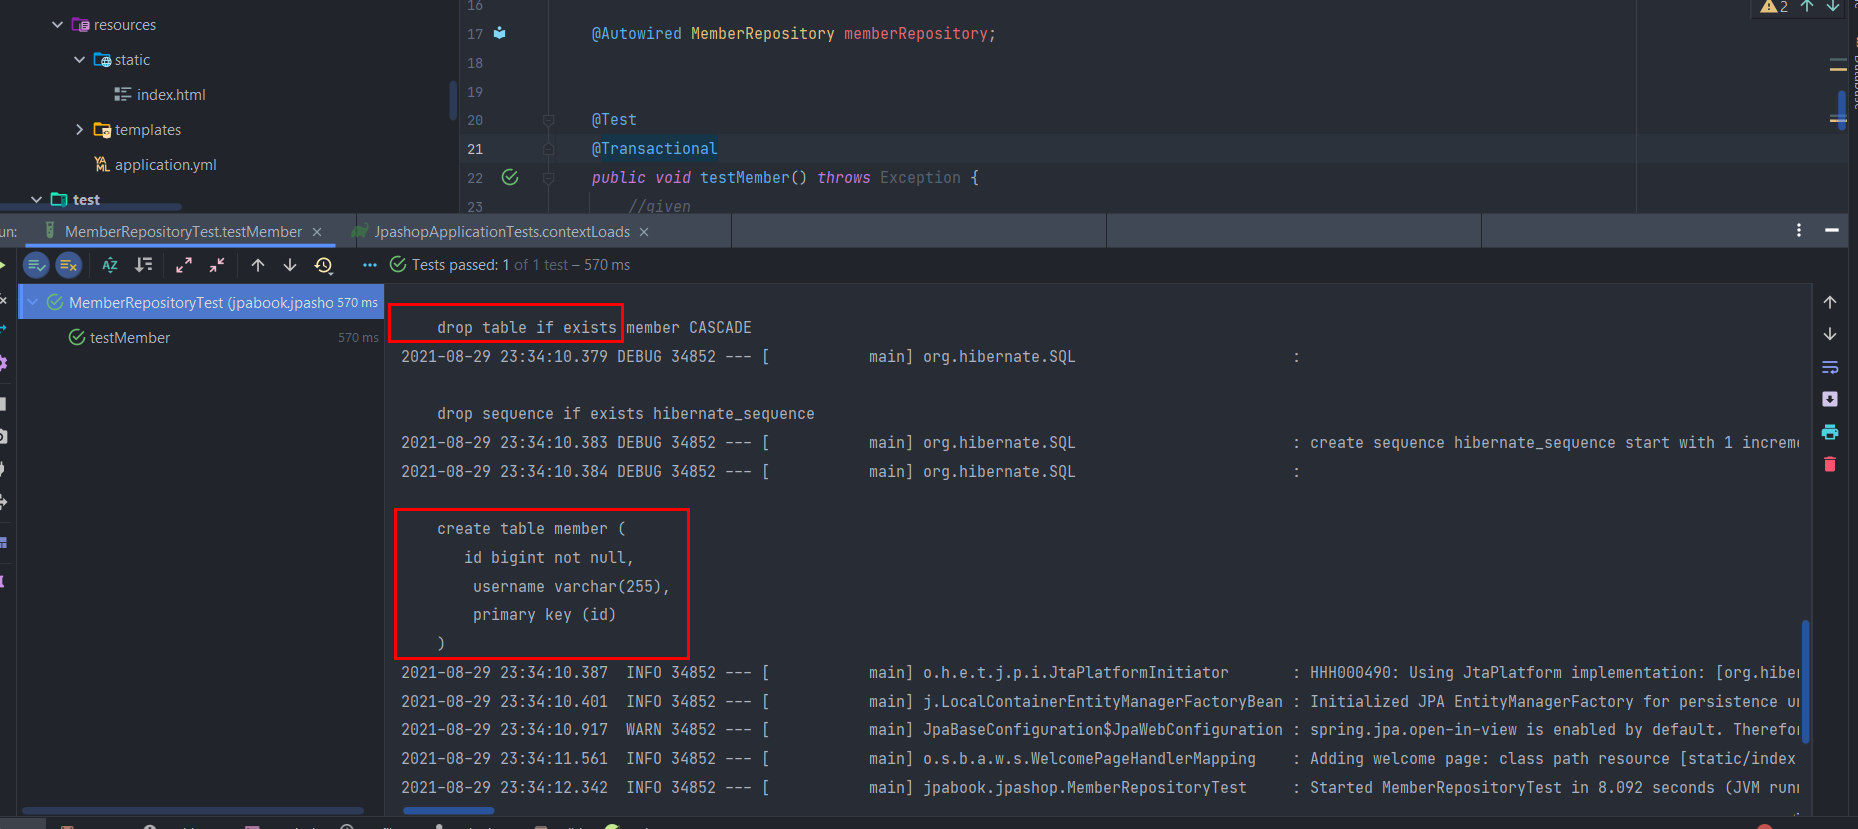 resources
static
index.html
templates
application.yml
test
16
17 @Autowired MemberRepository memberRepository;
18
19
20 @Test
21 @Transactional
22 public void testMember() throws Exception {
23 //given
2
Database
un: MemberRepositoryTest.testMember JpashopApplicationTests.contextLoads
Tests passed: 1 of 1 test – 570 ms
MemberRepositoryTest (jpabook.jpasho 570 ms
testMember 570 ms
drop table if exists member CASCADE
2021-08-29 23:34:10.379 DEBUG 34852 --- [ main] org.hibernate.SQL :
drop sequence if exists hibernate_sequence
2021-08-29 23:34:10.383 DEBUG 34852 --- [ main] org.hibernate.SQL : create sequence hibernate_sequence start with 1 increme
2021-08-29 23:34:10.384 DEBUG 34852 --- [ main] org.hibernate.SQL :
create table member (
id bigint not null,
username varchar(255),
primary key (id)
)
2021-08-29 23:34:10.387 INFO 34852 --- [ main] o.h.e.t.j.p.i.JtaPlatformInitiator : HHH000490: Using JtaPlatform implementation: [org.hiber
2021-08-29 23:34:10.401 INFO 34852 --- [ main] j.LocalContainerEntityManagerFactoryBean : Initialized JPA EntityManagerFactory for persistence un
2021-08-29 23:34:10.917 WARN 34852 --- [ main] JpaBaseConfiguration$JpaWebConfiguration : spring.jpa.open-in-view is enabled by default. Therefor
2021-08-29 23:34:11.561 INFO 34852 --- [ main] o.s.b.a.w.s.WelcomePageHandlerMapping : Adding welcome page: class path resource [static/index
2021-08-29 23:34:12.342 INFO 34852 --- [ main] jpabook.jpashop.MemberRepositoryTest : Started MemberRepositoryTest in 8.092 seconds (JVM runn